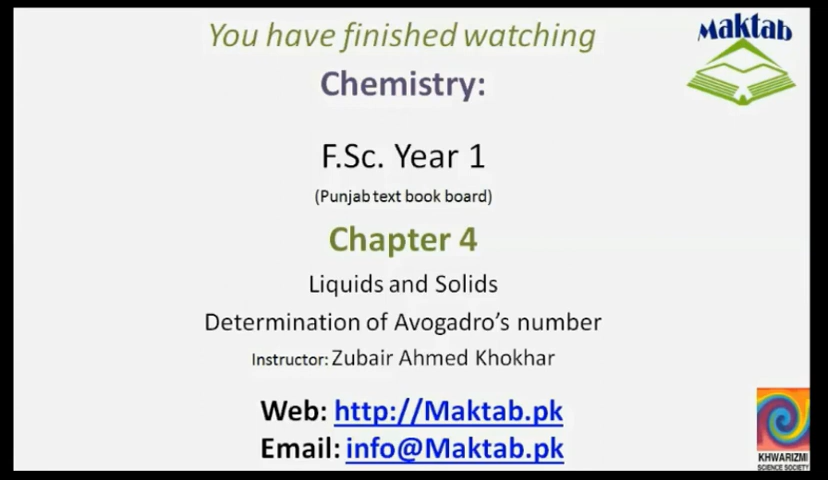 You have finished watching
Maktab
Chemistry:
F.Sc. Year 1
(Punjab text book board)
Chapter 4
Liquids and Solids
Determination of Avogadro's number
Instructor: Zubair Ahmed Khokhar
Web: http://Maktab.pk
Email: info@Maktab.pk
KHWARIZMI
SCIENCE SOCIETY